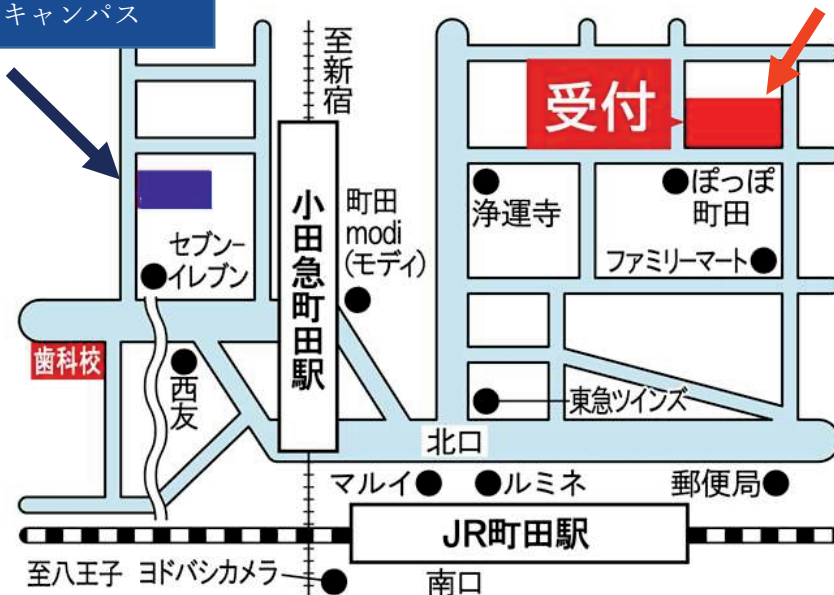 キャンパス
至新宿
受付
小田急町田駅
町田
modi
(モディ)
浄運寺
ぽっぽ
町田
ファミリーマート
セブン-
イレブン
歯科校
西友
東急ツインズ
北口
マルイ
ルミネ
郵便局
JR町田駅
至八王子
ヨドバシカメラ
南口